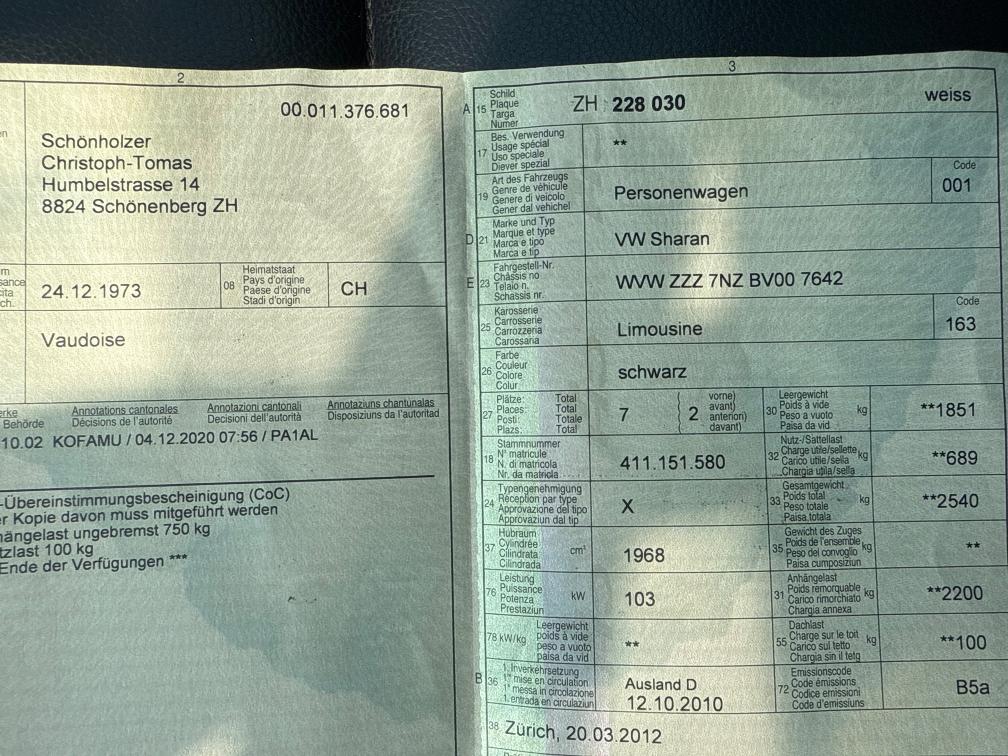 2
00.011.376.681
Schönholzer
Christoph-Tomas
Humbelstrasse 14
8824 Schönenberg ZH
24.12.1973
08 Heimatstaat
Pays d'origine
Paese d'origine
Stadi d'origin
CH
Vaudoise
Annotations cantonales
Décisions de l'autorité
Annotazioni cantonali
Decisioni dell'autorità
Annotaziuns chantunalas
Disposiziuns da l'autoritad
Behörde
10.02 KOFAMU / 04.12.2020 07:56 / PA1AL
-Übereinstimmungsbescheinigung (CoC)
r Kopie davon muss mitgeführt werden
hängelast ungebremst 750 kg
tzlast 100 kg
Ende der Verfügungen ***
3
A 15 Schild
Plaque
Targa
Numer
ZH 228 030
weiss
17 Bes. Verwendung
Usage spécial
Uso speciale
Diever spezial
**
19 Art des Fahrzeugs
Genre de véhicule
Genere di veicolo
Gener dal vehichel
Personenwagen
Code
001
D 21 Marke und Typ
Marque et type
Marca e tipo
Marca e tip
VW Sharan
E 23 Fahrgestell-Nr.
Châssis no
Telaio n.
Schassis nr.
WVW ZZZ 7NZ BV00 7642
25 Karosserie
Carrosserie
Carrozzeria
Carossaria
Limousine
Code
163
26 Farbe
Couleur
Colore
Colur
schwarz
27 Plätze: Total
Places: Total
Posti: Totale
Plazs: Total
7
2
vorne)
avant)
anteriori)
davant)
30 Leergewicht
Poids à vide
Peso a vuoto
Paisa da vid
kg
**1851
18 Stammnummer
N° matricule
N. di matricola
Nr. da matricla
411.151.580
32 Nutz-/Sattellast
Charge utile/sellette
Carico utile/sella
Chargia utila/sella
kg
**689
24 Typengenehmigung
Réception par type
Approvazione del tipo
Approvaziun dal tip
X
33 Gesamtgewicht
Poids total
Peso totale
Paisa totala
kg
**2540
37 Hubraum
Cylindrée
Cilindrata
Cilindrada
cm³
1968
35 Gewicht des Zuges
Poids de l'ensemble
Peso del convoglio
Paisa cumposiziun
kg
**
76 Leistung
Puissance
Potenza
Prestaziun
kW
103
31 Anhängelast
Poids remorquable
Carico rimorchiato
Chargia annexa
kg
**2200
78 kW/kg Leergewicht
poids à vide
peso a vuoto
paisa da vid
**
55 Dachlast
Charge sur le toit
Carico sul tetto
Chargia sin il tetg
kg
**100
B 36 1. Inverkehrsetzung
1re mise en circulation
1a messa in circolazione
1. entrada en circulaziun
Ausland D
12.10.2010
72 Emissionscode
Code émissions
Codice emissioni
Code d'emissiuns
B5a
38 Zürich, 20.03.2012